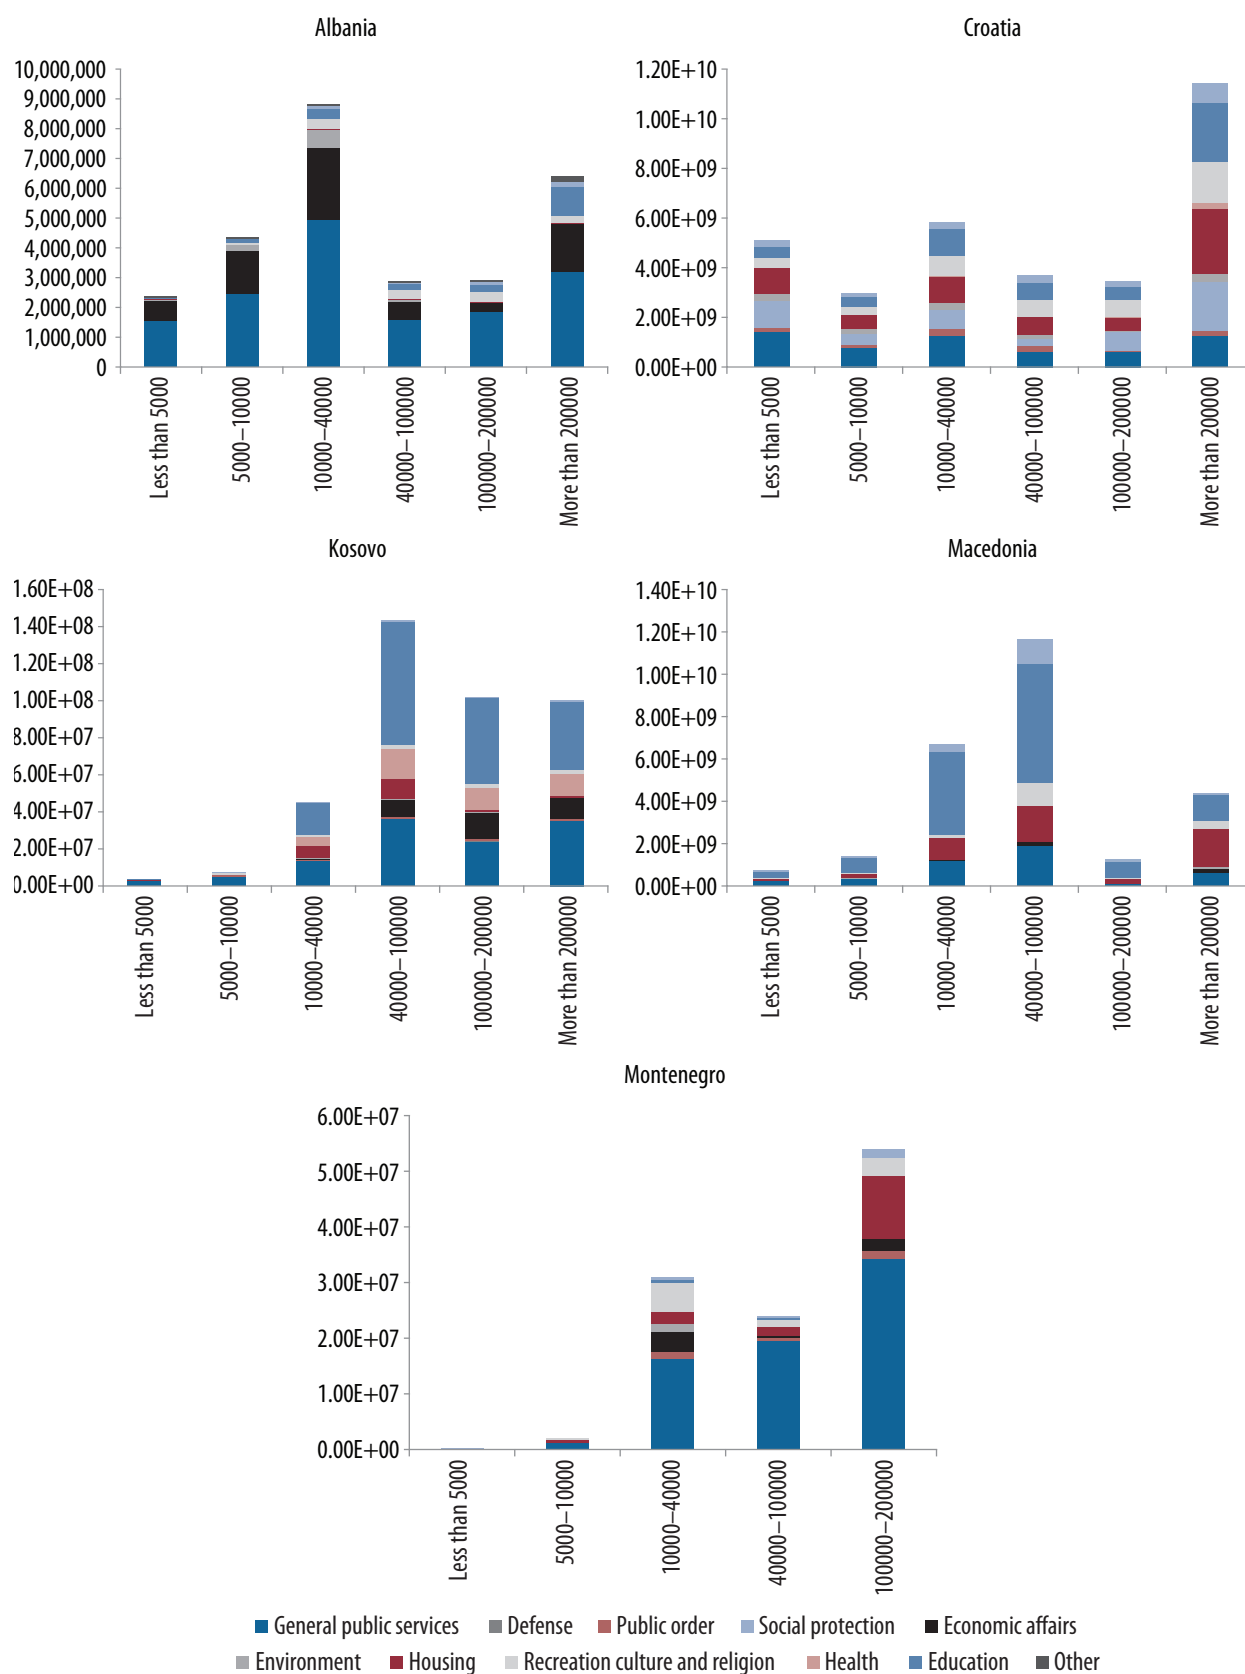 Albania
10,000,000
9,000,000
8,000,000
7,000,000
6,000,000
5,000,000
4,000,000
3,000,000
2,000,000
1,000,000
0
Less than 5000
5000–10000
10000–40000
40000–100000
100000–200000
More than 200000
Croatia
1.20E+10
1.00E+10
8.00E+09
6.00E+09
4.00E+09
2.00E+09
0.00E+00
Less than 5000
5000–10000
10000–40000
40000–100000
100000–200000
More than 200000
Kosovo
1.60E+08
1.40E+08
1.20E+08
1.00E+08
8.00E+07
6.00E+07
4.00E+07
2.00E+07
0.00E+00
Less than 5000
5000–10000
10000–40000
40000–100000
100000–200000
More than 200000
Macedonia
1.40E+10
1.20E+10
1.00E+10
8.00E+09
6.00E+09
4.00E+09
2.00E+09
0.00E+00
Less than 5000
5000–10000
10000–40000
40000–100000
100000–200000
More than 200000
Montenegro
6.00E+07
5.00E+07
4.00E+07
3.00E+07
2.00E+07
1.00E+07
0.00E+00
Less than 5000
5000–10000
10000–40000
40000–100000
100000–200000
General public services Defense Public order Social protection Economic affairs
Environment Housing Recreation culture and religion Health Education Other